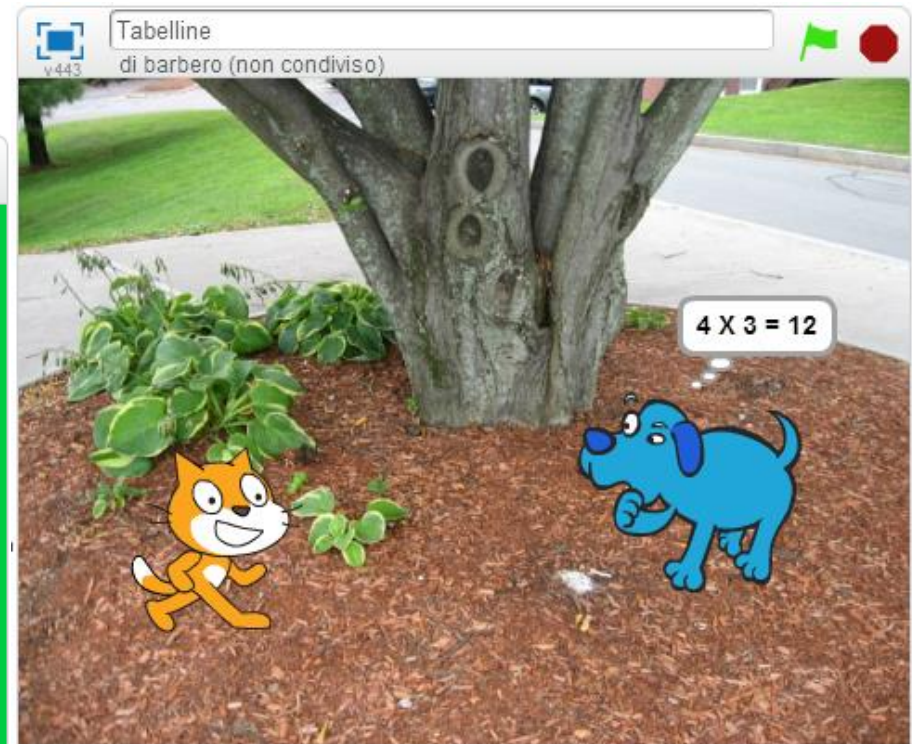 Tabelline
v443
di barbero (non condiviso)
4 X 3 = 12